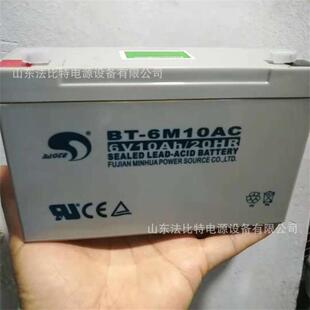 山东法比特电源设备有限公司
BT-6M10AC
6V10Ah/20HR
SEALED LEAD-ACID BATTERY
FUJIAN MINHUA POWER SOURCE CO.,LTD.
CE
山东法比特电源设备有限公司